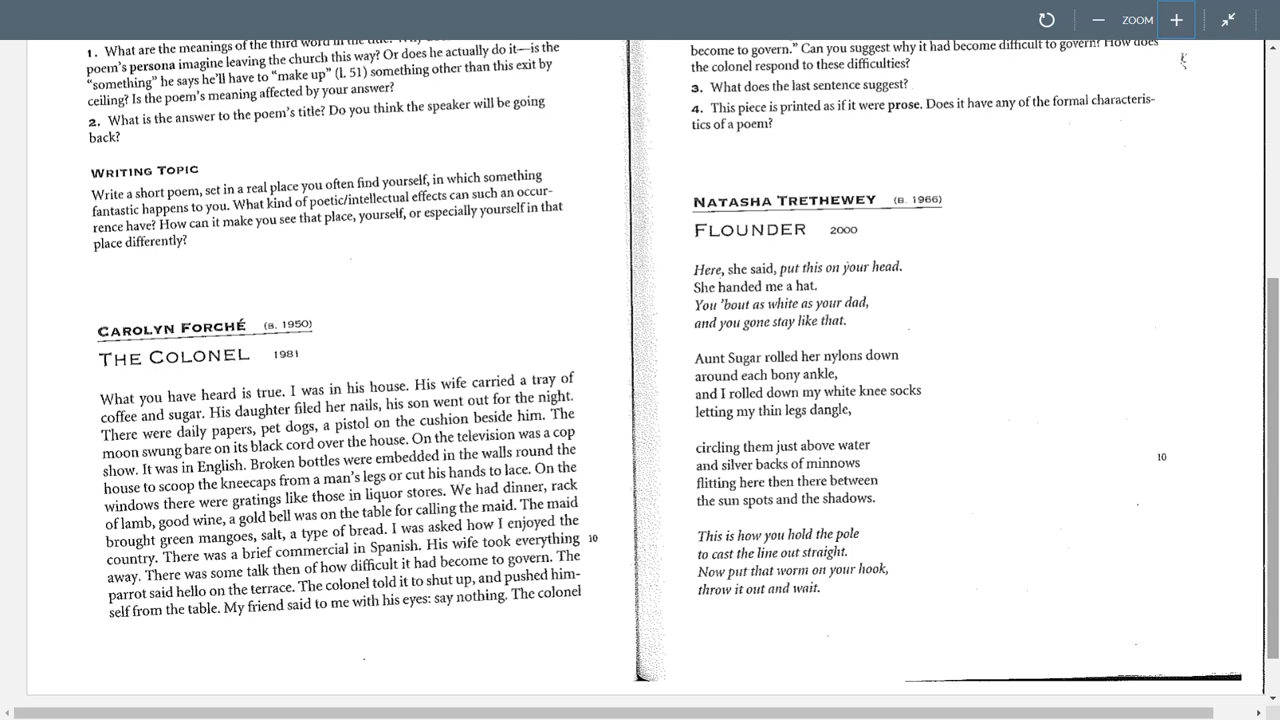 ZOOM
1. What are the meanings of the third word in the
poem's persona imagine leaving the church this way? Or does he actually do it—is the
“something” he says he'll have to “make up” (l. 51) something other than this exit by
ceiling? Is the poem's meaning affected by your answer?
2. What is the answer to the poem's title? Do you think the speaker will be going
back?
WRITING TOPIC
Write a short poem, set in a real place you often find yourself, in which something
fantastic happens to you. What kind of poetic/intellectual effects can such an occur-
rence have? How can it make you see that place, yourself, or especially yourself in that
place differently?
CAROLYN FORCHÉ (B. 1950)
THE COLONEL 1981
What you have heard is true. I was in his house. His wife carried a tray of
coffee and sugar. His daughter filed her nails, his son went out for the night.
There were daily papers, pet dogs, a pistol on the cushion beside him. The
moon swung bare on its black cord over the house. On the television was a cop
show. It was in English. Broken bottles were embedded in the walls round the
house to scoop the kneecaps from a man's legs or cut his hands to lace. On the
windows there were gratings like those in liquor stores. We had dinner, rack
of lamb, good wine, a gold bell was on the table for calling the maid. The maid
brought green mangoes, salt, a type of bread. I was asked how I enjoyed the
country. There was a brief commercial in Spanish. His wife took everything 10
away. There was some talk then of how difficult it had become to govern. The
parrot said hello on the terrace. The colonel told it to shut up, and pushed him-
self from the table. My friend said to me with his eyes: say nothing. The colonel
become to govern.” Can you suggest why it had become difficult to govern? How does
the colonel respond to these difficulties?
3. What does the last sentence suggest?
4. This piece is printed as if it were prose. Does it have any of the formal characteris-
tics of a poem?
NATASHA TRETHEWEY (B. 1966)
FLOUNDER 2000
Here, she said, put this on your head.
She handed me a hat.
You 'bout as white as your dad,
and you gone stay like that.
Aunt Sugar rolled her nylons down
around each bony ankle,
and I rolled down my white knee socks
letting my thin legs dangle,
circling them just above water
and silver backs of minnows 10
flitting here then there between
the sun spots and the shadows.
This is how you hold the pole
to cast the line out straight.
Now put that worm on your hook,
throw it out and wait.